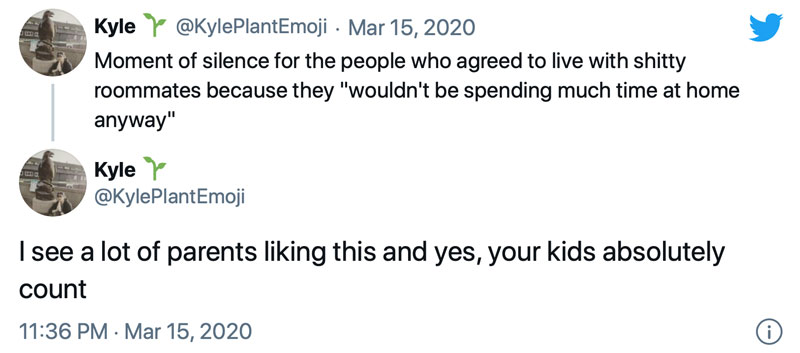 Kyle 🌱 @KylePlantEmoji · Mar 15, 2020
Moment of silence for the people who agreed to live with shitty
roommates because they "wouldn't be spending much time at home
anyway"
Kyle 🌱
@KylePlantEmoji
I see a lot of parents liking this and yes, your kids absolutely
count
11:36 PM · Mar 15, 2020